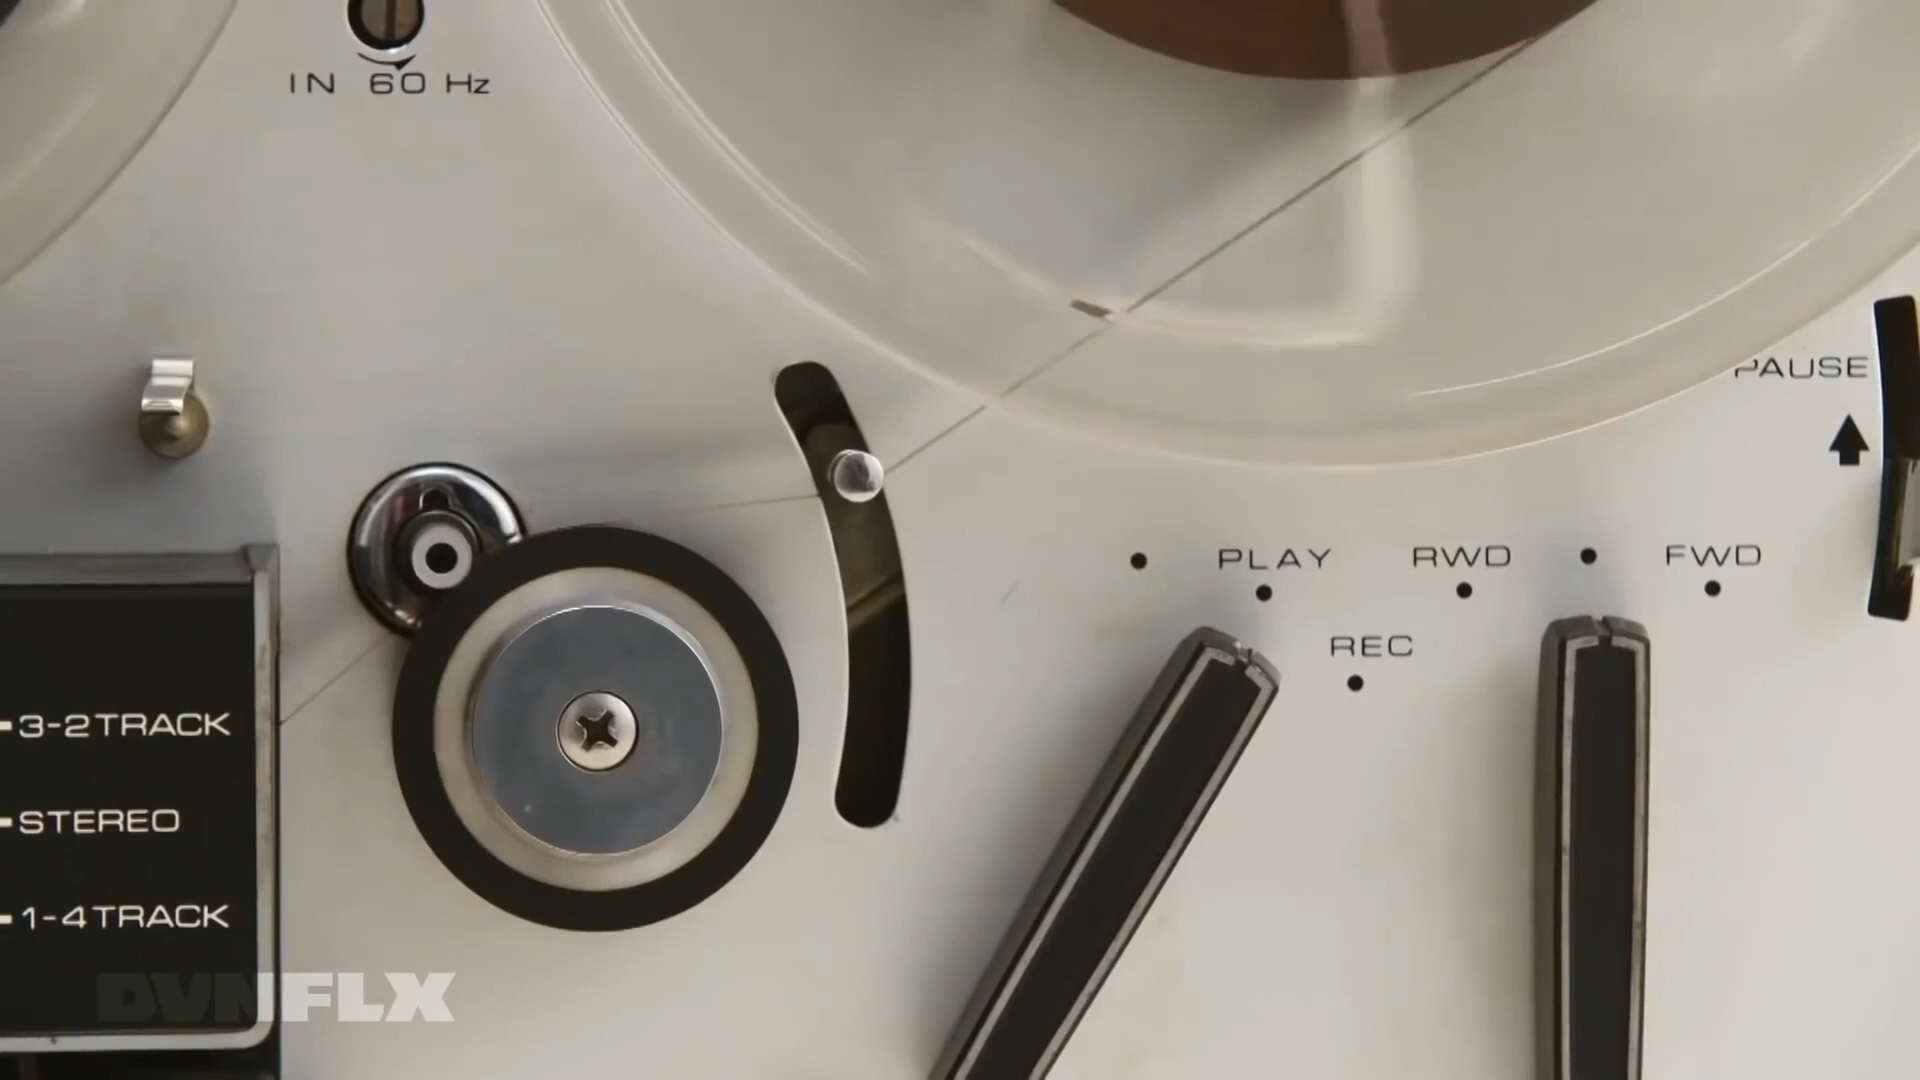 IN 60 Hz
PAUSE
PLAY RWD FWD
REC
3-2TRACK
STEREO
1-4TRACK
DVNFLX